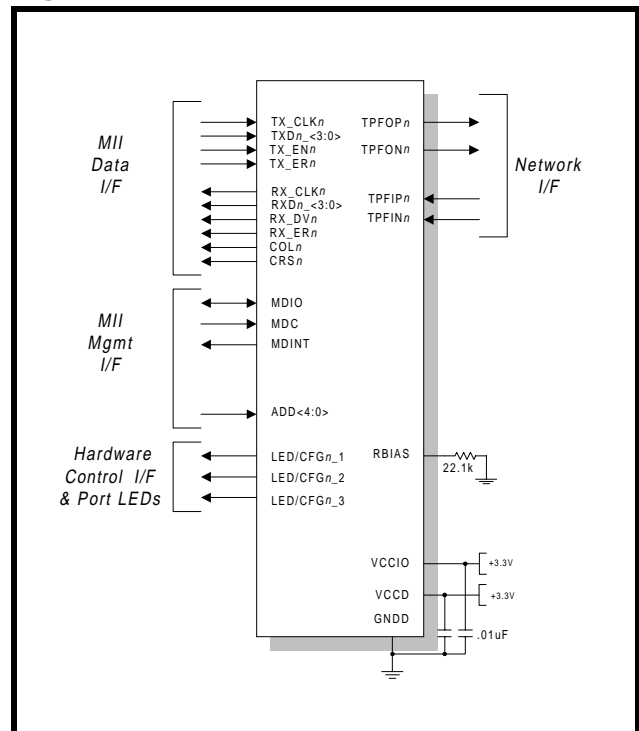 MII
Data
I/F
TX_CLKn
TXDn_<3:0>
TX_ENn
TX_ERn
RX_CLKn
RXDn_<3:0>
RX_DVn
RX_ERn
COLn
CRSn
TPFOPn
TPFONn
TPFIPn
TPFINn
Network
I/F
MII
Mgmt
I/F
MDIO
MDC
MDINT
ADD<4:0>
Hardware
Control I/F
& Port LEDs
LED/CFGn_1
LED/CFGn_2
LED/CFGn_3
RBIAS
22.1k
VCCIO
+3.3V
VCCD
+3.3V
GNDD
.01uF